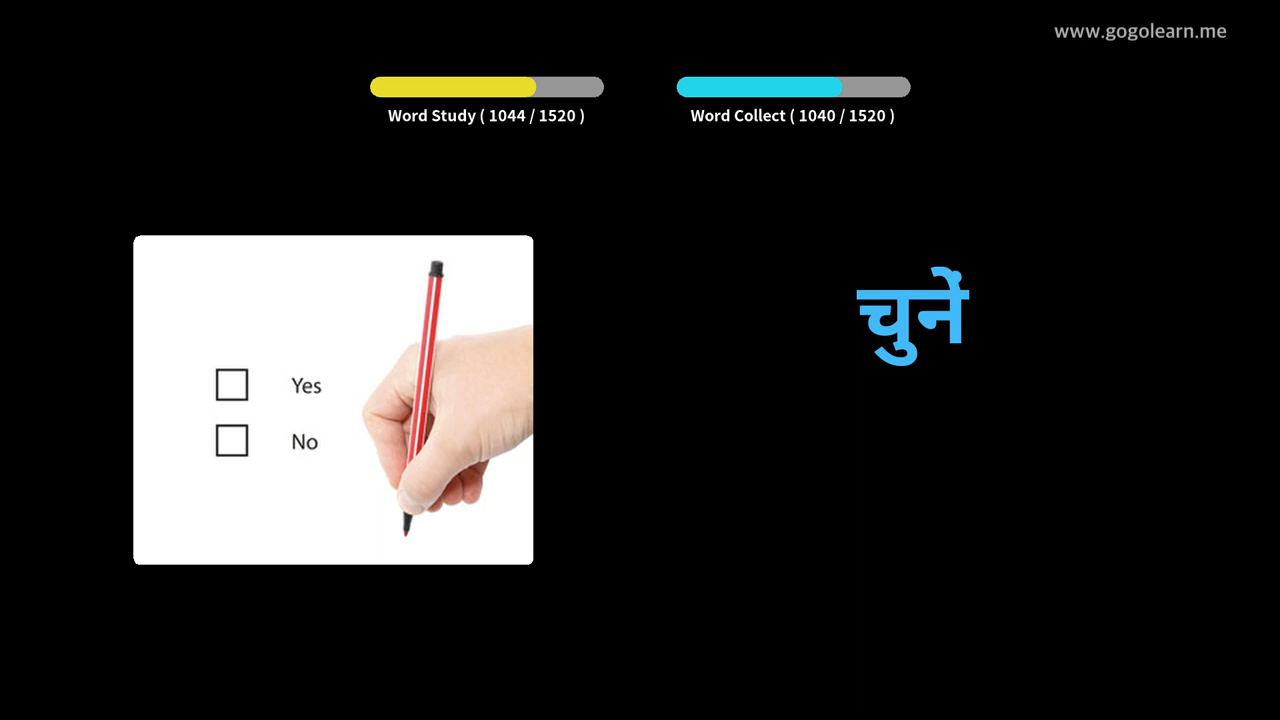 www.gogolearn.me
Word Study ( 1044 / 1520 )
Word Collect ( 1040 / 1520 )
चुनें
Yes
No